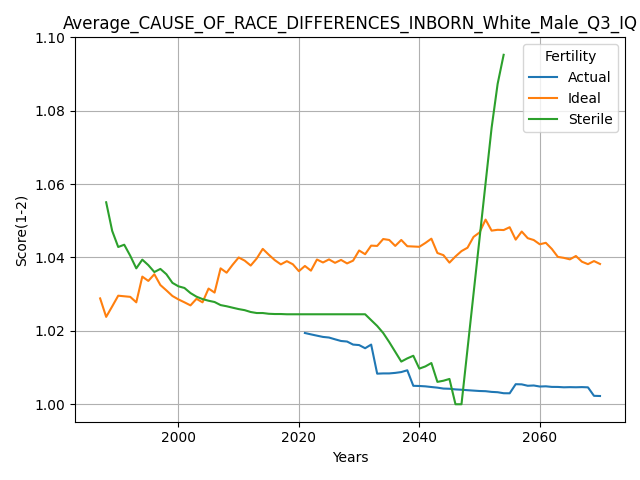 Average_CAUSE_OF_RACE_DIFFERENCES_INBORN_White_Male_Q3_IQ
1.10
1.08
1.06
1.04
1.02
1.00
Score(1-2)
Fertility
Actual
Ideal
Sterile
2000
2020
2040
2060
Years